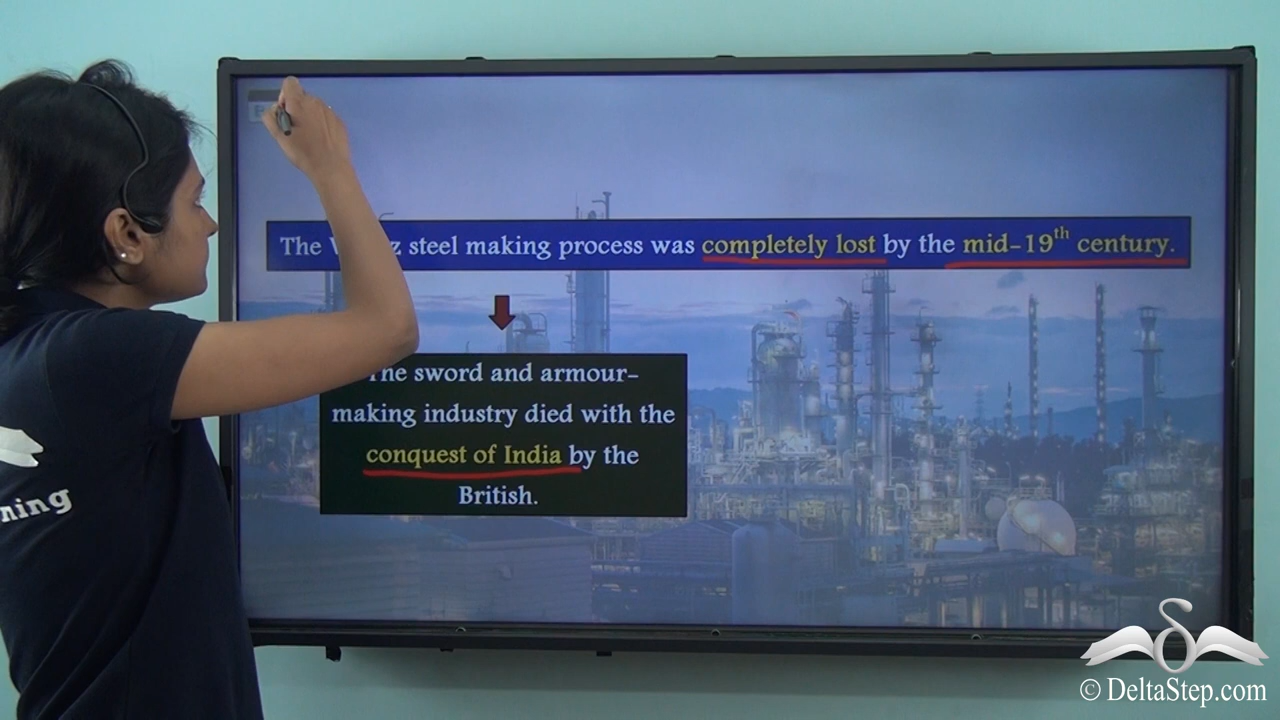 The steel making process was completely lost by the mid-19th century.
The sword and armour-
making industry died with the
conquest of India by the
British.
ning
© DeltaStep.com